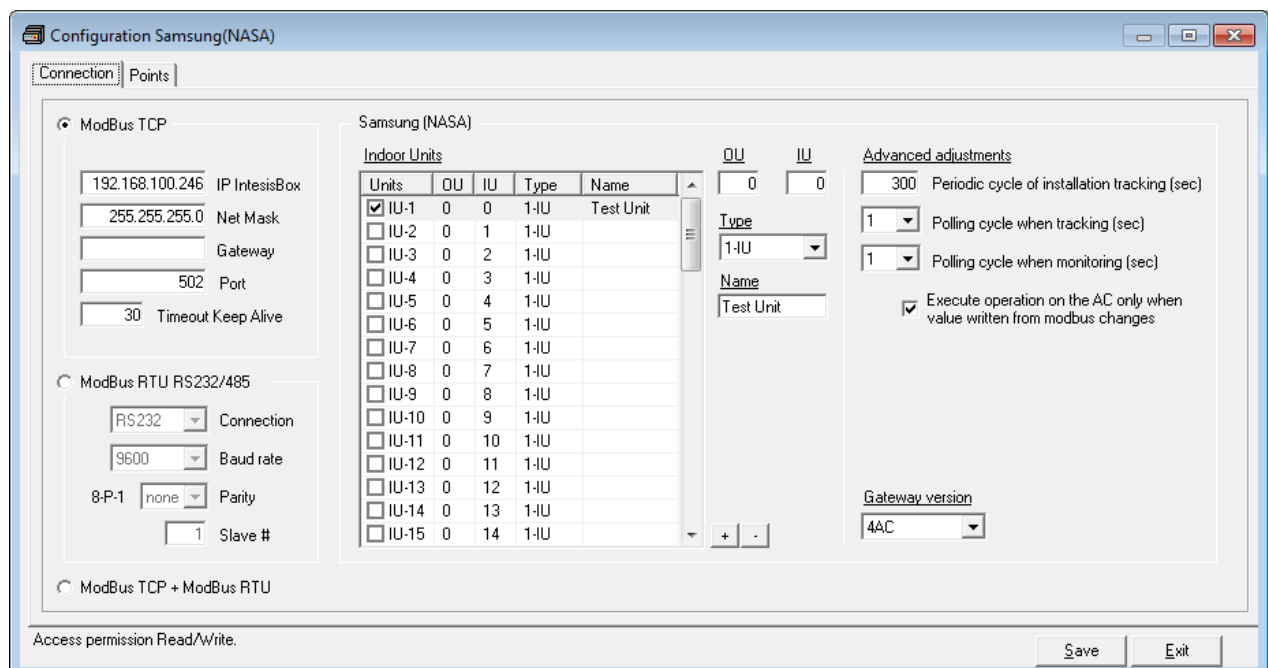 Configuration Samsung(NASA)
Connection Points
ModBus TCP
192.168.100.246 IP IntesisBox
255.255.255.0 Net Mask
Gateway
502 Port
30 Timeout Keep Alive
ModBus RTU RS232/485
RS232 Connection
9600 Baud rate
8-P-1 none Parity
1 Slave #
ModBus TCP + ModBus RTU
Samsung (NASA)
Indoor Units
Units OU IU Type Name
IU-1 0 0 1-IU Test Unit
IU-2 0 1 1-IU
IU-3 0 2 1-IU
IU-4 0 3 1-IU
IU-5 0 4 1-IU
IU-6 0 5 1-IU
IU-7 0 6 1-IU
IU-8 0 7 1-IU
IU-9 0 8 1-IU
IU-10 0 9 1-IU
IU-11 0 10 1-IU
IU-12 0 11 1-IU
IU-13 0 12 1-IU
IU-14 0 13 1-IU
IU-15 0 14 1-IU
OU IU
0 0
Type
1-IU
Name
Test Unit
+ -
Advanced adjustments
300 Periodic cycle of installation tracking (sec)
1 Polling cycle when tracking (sec)
1 Polling cycle when monitoring (sec)
Execute operation on the AC only when
value written from modbus changes
Gateway version
4AC
Access permission Read/Write.
Save Exit